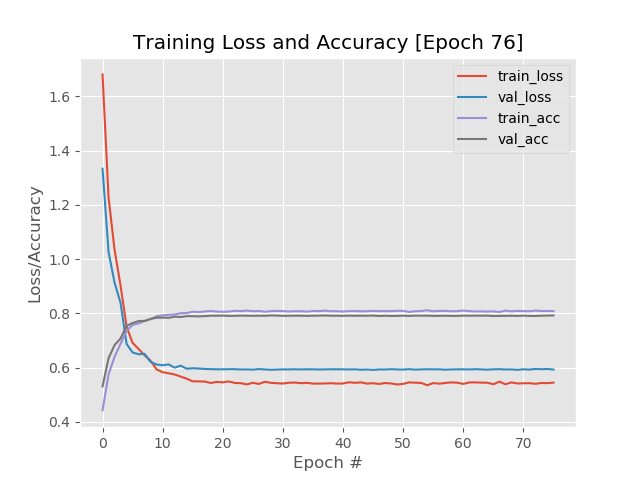 Training Loss and Accuracy [Epoch 76]
train_loss
val_loss
train_acc
val_acc
1.6
1.4
1.2
1.0
0.8
0.6
0.4
Loss/Accuracy
0 10 20 30 40 50 60 70
Epoch #